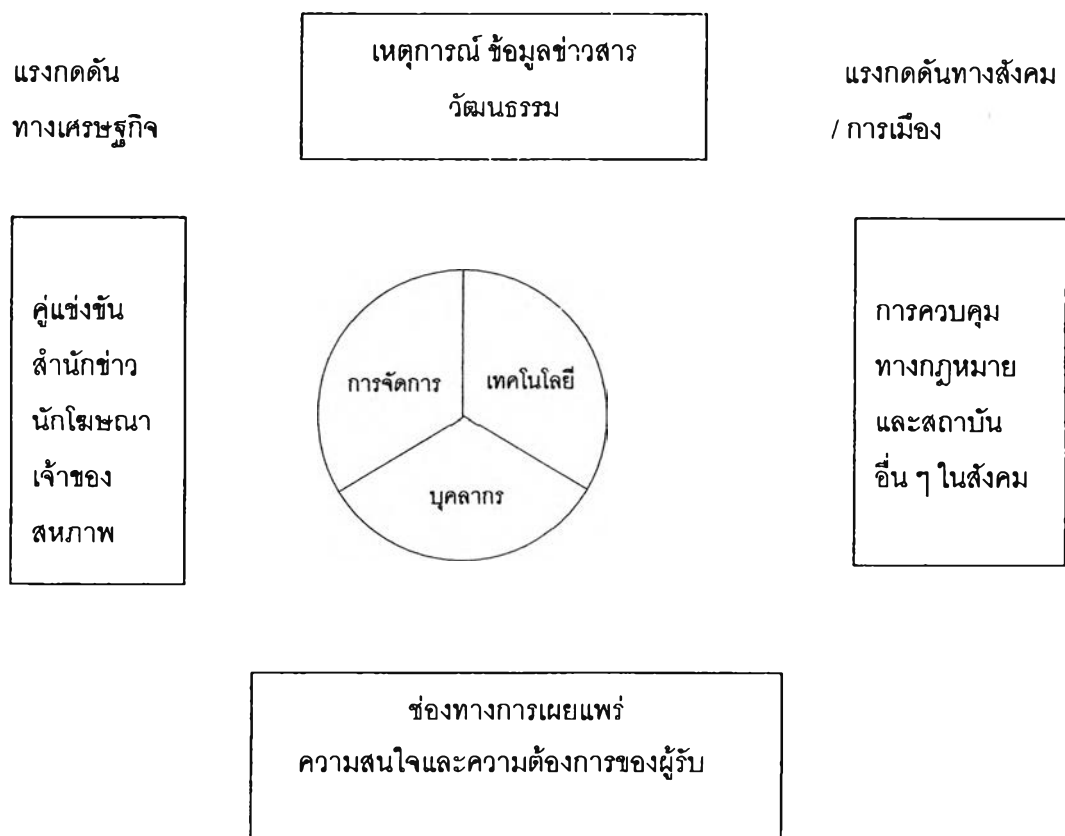 เหตุการณ์ ข้อมูลข่าวสาร
วัฒนธรรม
แรงกดดัน
ทางเศรษฐกิจ
แรงกดดันทางสังคม
/ การเมือง
คู่แข่งขัน
สำนักข่าว
นักโฆษณา
เจ้าของ
สหภาพ
การจัดการ
เทคโนโลยี
บุคลากร
การควบคุม
ทางกฎหมาย
และสถาบัน
อื่น ๆ ในสังคม
ช่องทางการเผยแพร่
ความสนใจและความต้องการของผู้รับ